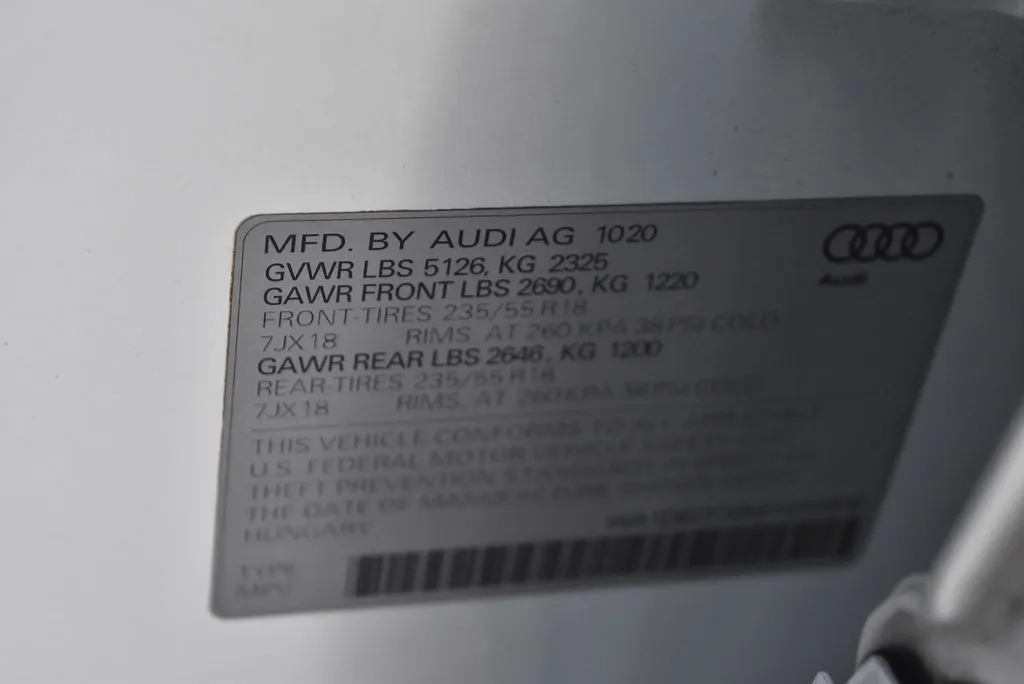 MFD. BY AUDI AG 1020
Audi
GVWR LBS 5126, KG 2325
GAWR FRONT LBS 2690, KG 1220
FRONT-TIRES 235/55 R18
7JX18 RIMS. AT 260 KPA 38 PSI COLD
GAWR REAR LBS 2646, KG 1200
REAR-TIRES 235/55 R18
7JX18 RIMS. AT 260 KPA 38 PSI COLD
THIS VEHICLE CONFORMS TO ALL APPLICABLE
U.S. FEDERAL MOTOR VEHICLE
THEFT PREVENTION STANDARDS IN EFFECT ON
THE DATE OF MANUFACTURE
HUNGARY
TYPE
MPV